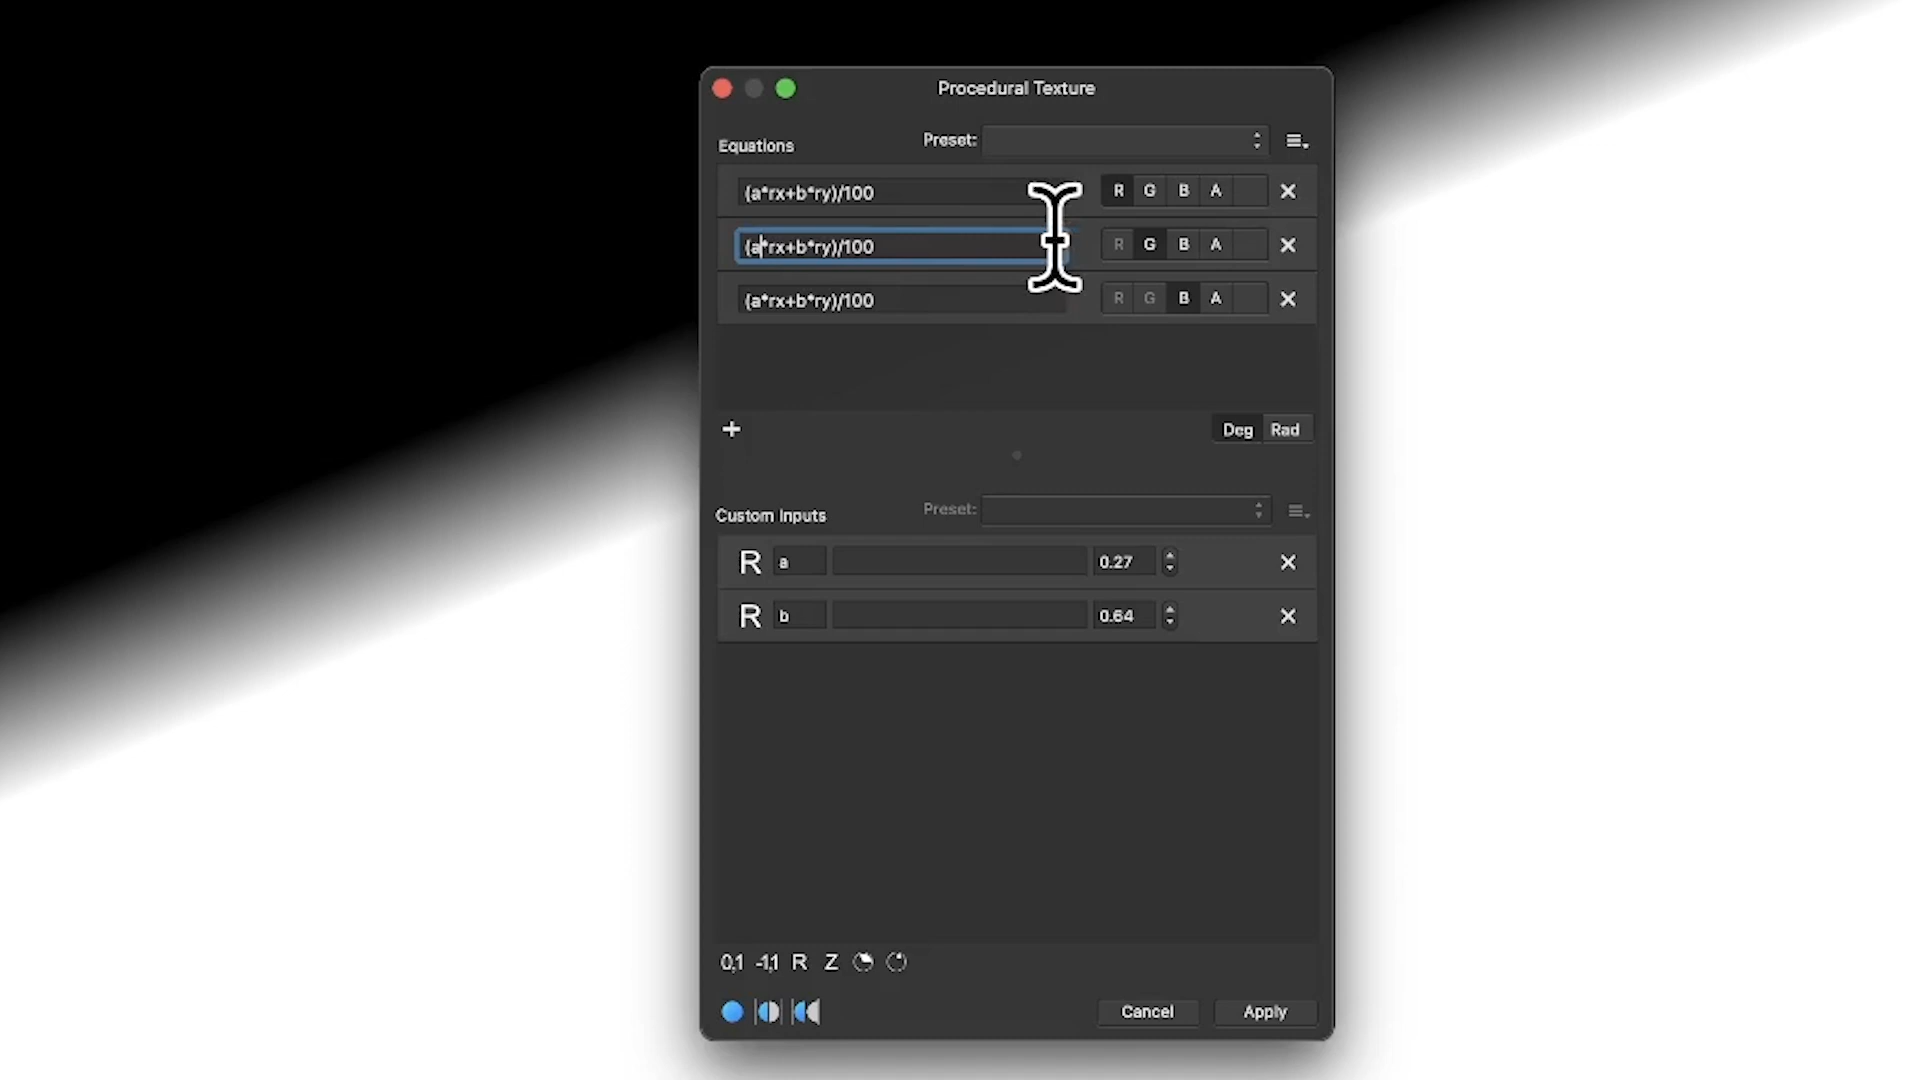 Procedural Texture
Equations Preset:
(a*rx+b*ry)/100 R G B A
(a*rx+b*ry)/100 R G B A
(a*rx+b*ry)/100 R G B A
Deg Rad
Custom Inputs Preset:
R a 0.27
R b 0.64
0,1 -1,1 R Z
Cancel Apply